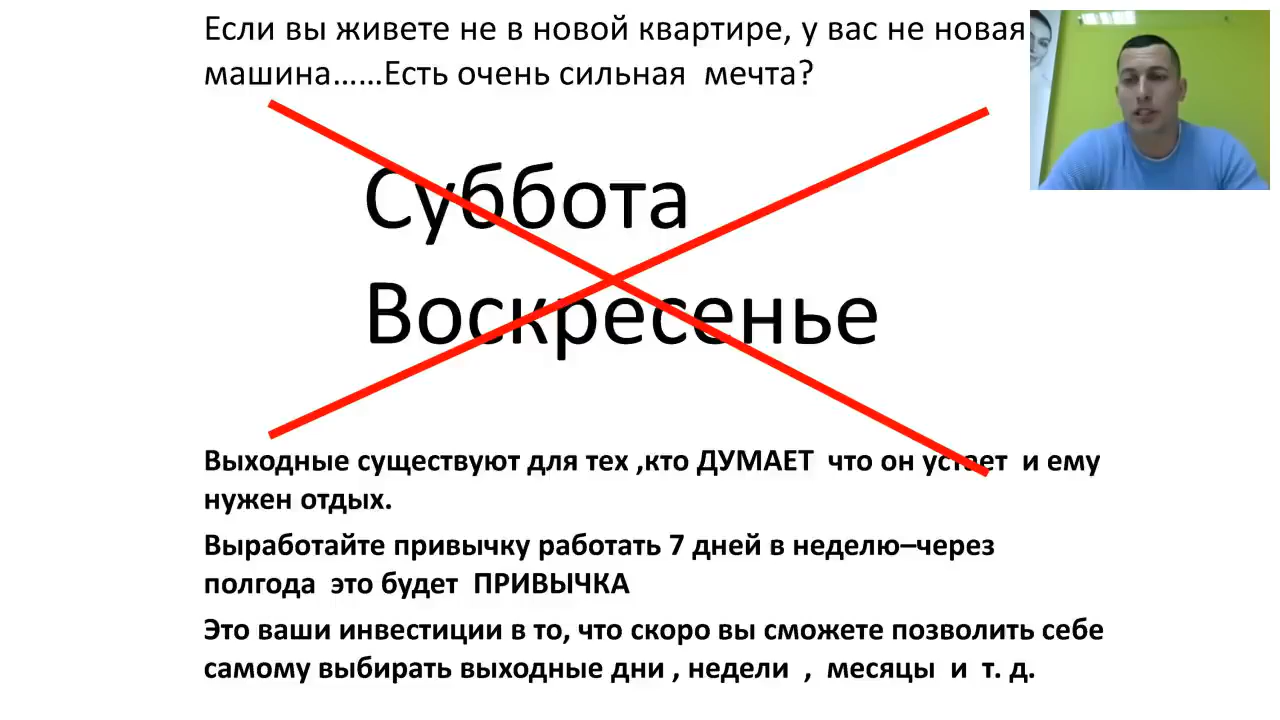 Если вы живете не в новой квартире, у вас не новая
машина……Есть очень сильная  мечта?
Суббота
Воскресенье
Выходные существуют для тех ,кто ДУМАЕТ  что он устает  и ему
нужен отдых.
Выработайте привычку работать 7 дней в неделю–через
полгода  это будет  ПРИВЫЧКА
Это ваши инвестиции в то, что скоро вы сможете позволить себе
самому выбирать выходные дни , недели  ,  месяцы  и  т. д.